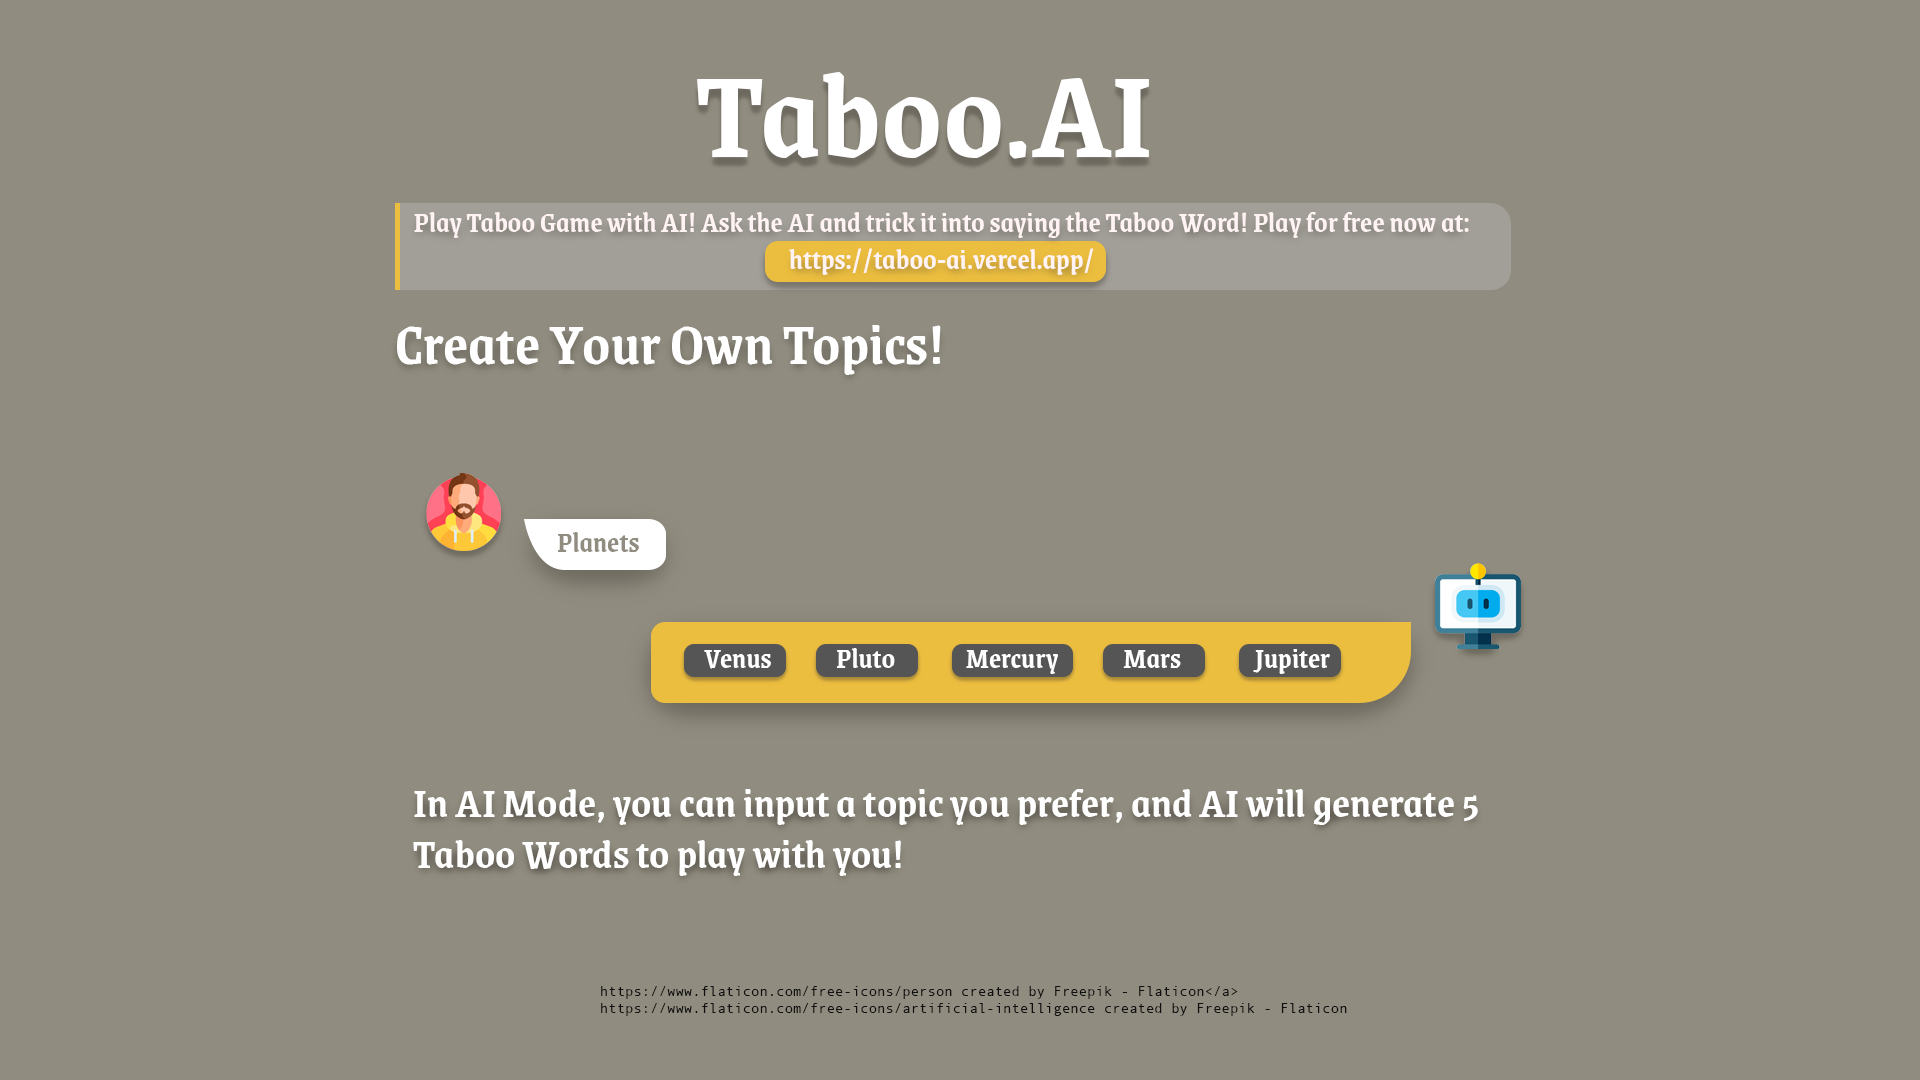 Taboo.AI
Play Taboo Game with AI! Ask the AI and trick it into saying the Taboo Word! Play for free now at:
https://taboo-ai.vercel.app/
Create Your Own Topics!
Planets
Venus Pluto Mercury Mars Jupiter
In AI Mode, you can input a topic you prefer, and AI will generate 5
Taboo Words to play with you!
https://www.flaticon.com/free-icons/person created by Freepik - Flaticon</a>
https://www.flaticon.com/free-icons/artificial-intelligence created by Freepik - Flaticon